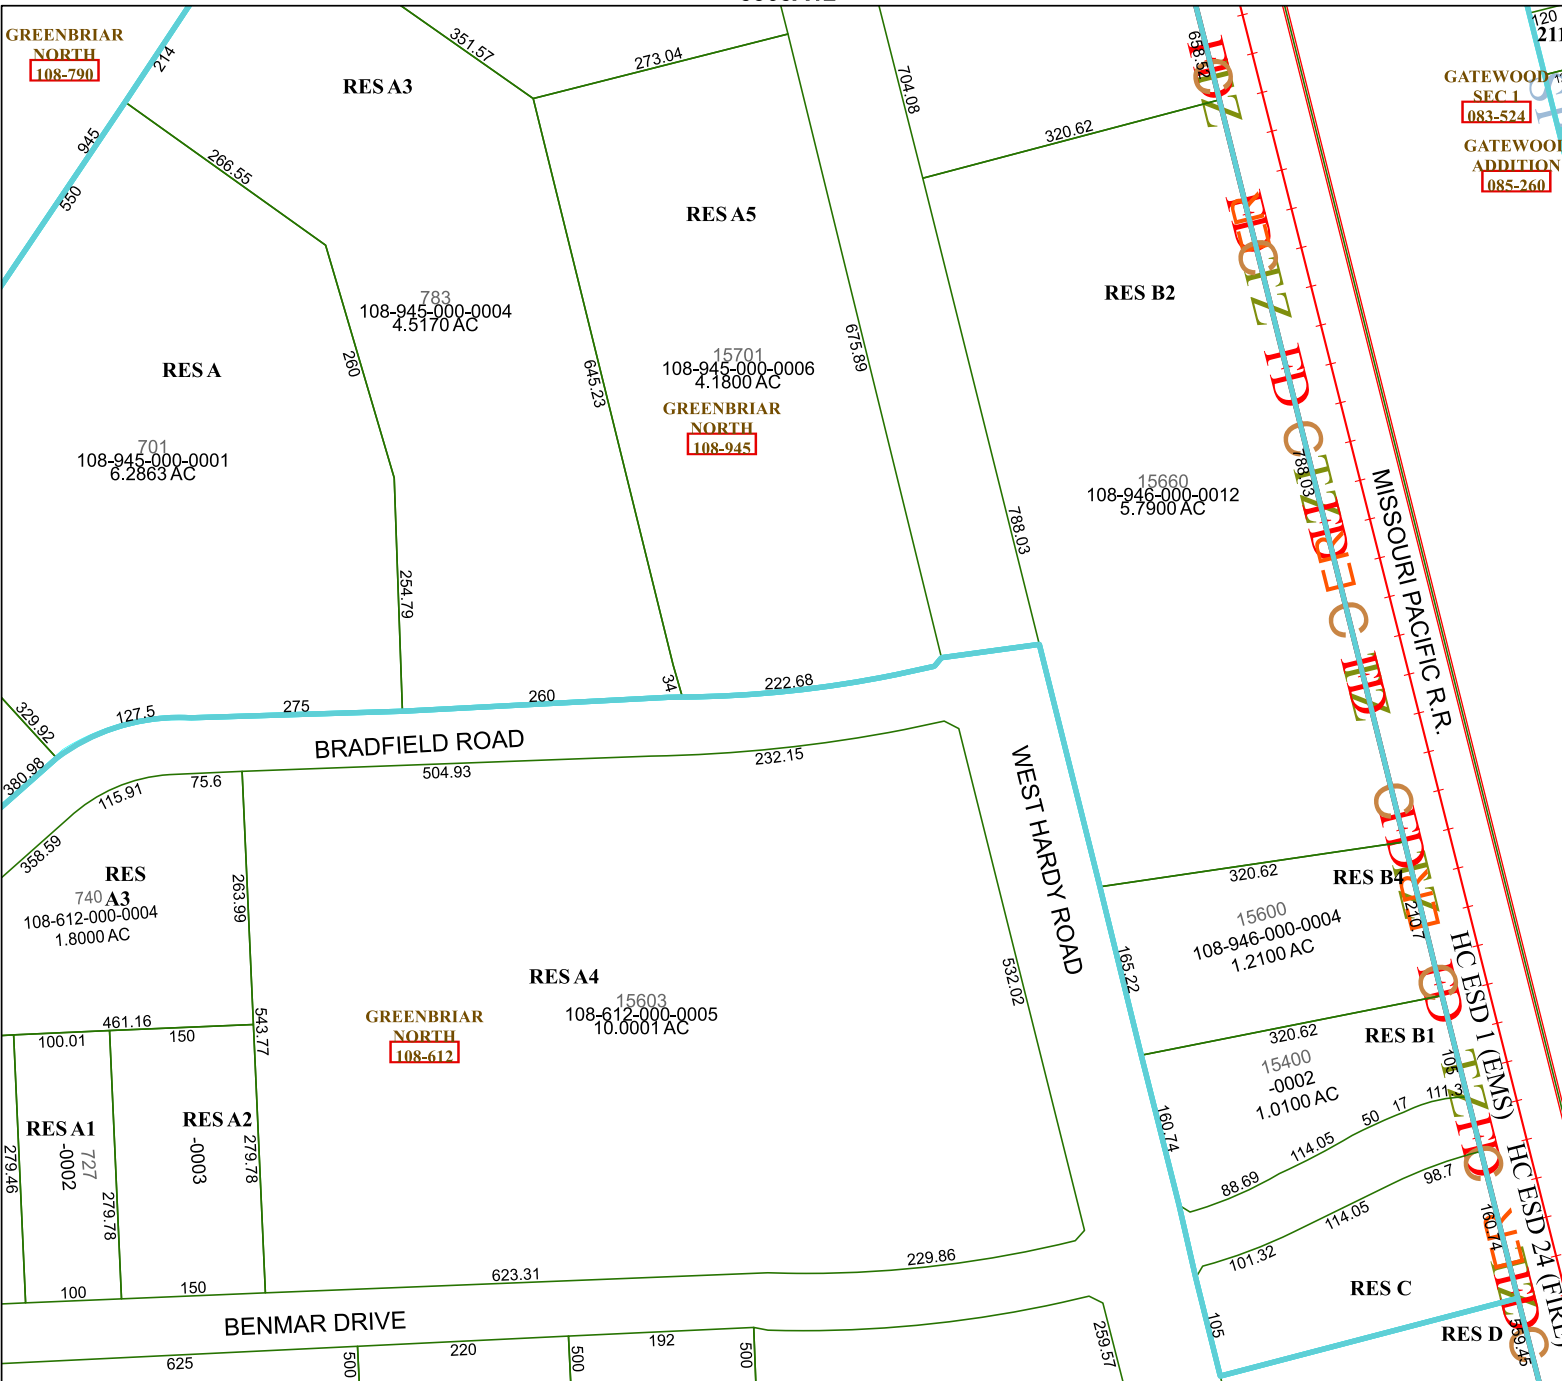 GREENBRIAR
NORTH
108-790
214
945
550
351.57
RES A3
273.04
704.08
658.52
320.62
120
211
GATEWOOD
SEC 1
083-524
GATEWOOD
ADDITION
085-260
266.55
RES A5
RES B2
783
108-945-000-0004
4.5170 AC
260
RES A
701
108-945-000-0001
6.2863 AC
645.23
15701
108-945-000-0006
4.1800 AC
GREENBRIAR
NORTH
108-945
675.89
788.03
15660
108-946-000-0012
5.7900 AC
788.03
MISSOURI PACIFIC R.R.
254.79
329.92
380.98
127.5
275
260
34
222.68
BRADFIELD ROAD
75.6
115.91
358.59
504.93
232.15
WEST HARDY ROAD
RES
A3
740
108-612-000-0004
1.8000 AC
263.99
320.62
RES B4
210.7
15600
108-946-000-0004
1.2100 AC
RES A4
15603
108-612-000-0005
10.0001 AC
GREENBRIAR
NORTH
108-612
532.02
165.22
HC ESD 1 (EMS)
HC ESD 24 (FIRE)
461.16
100.01
150
543.77
320.62
RES B1
105
15400
-0002
1.0100 AC
RES A1
727
-0002
279.46
279.78
RES A2
-0003
279.78
160.74
88.69
114.05
50
17
111.3
101.32
114.05
98.7
160.74
100
150
623.31
229.86
BENMAR DRIVE
RES C
105
RES D
559.45
625
500
220
500
192
500
259.57